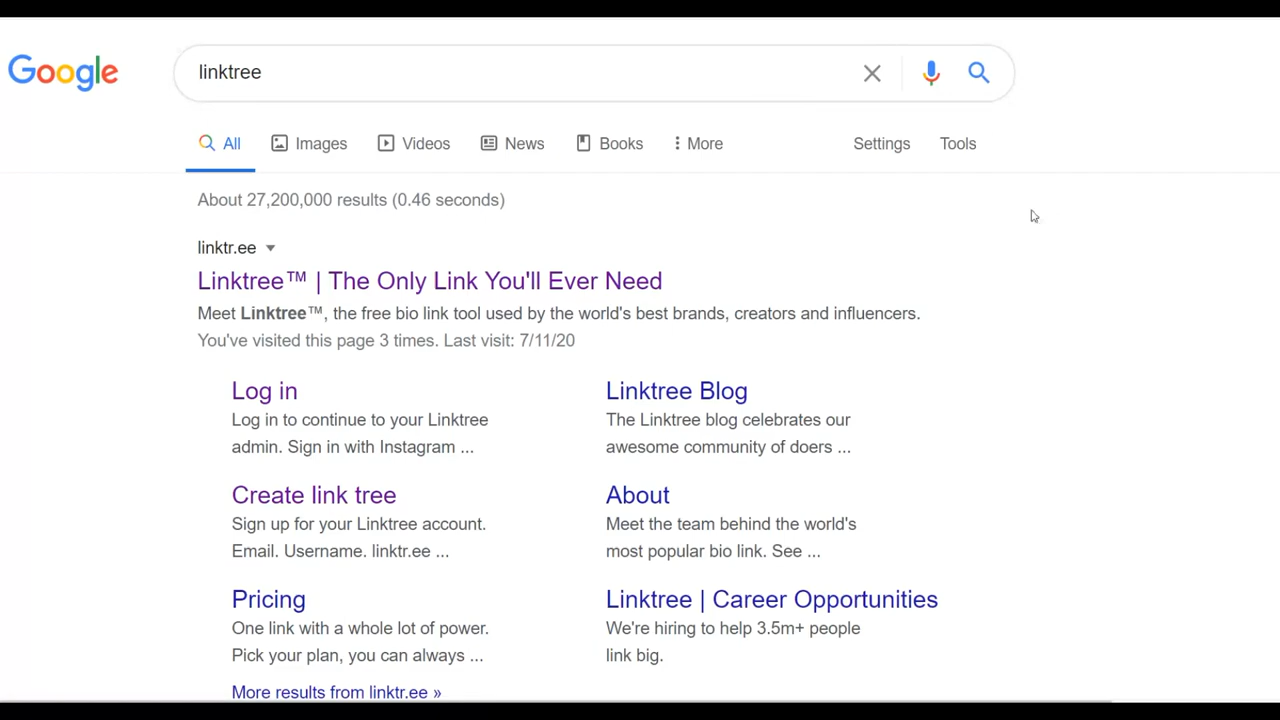 Google
linktree
All Images Videos News Books More Settings Tools
About 27,200,000 results (0.46 seconds)
linktr.ee
Linktree™ | The Only Link You'll Ever Need
Meet Linktree™, the free bio link tool used by the world's best brands, creators and influencers.
You've visited this page 3 times. Last visit: 7/11/20
Log in
Log in to continue to your Linktree
admin. Sign in with Instagram ...
Linktree Blog
The Linktree blog celebrates our
awesome community of doers ...
Create link tree
Sign up for your Linktree account.
Email. Username. linktr.ee ...
About
Meet the team behind the world's
most popular bio link. See ...
Pricing
One link with a whole lot of power.
Pick your plan, you can always ...
Linktree | Career Opportunities
We're hiring to help 3.5m+ people
link big.
More results from linktr.ee »